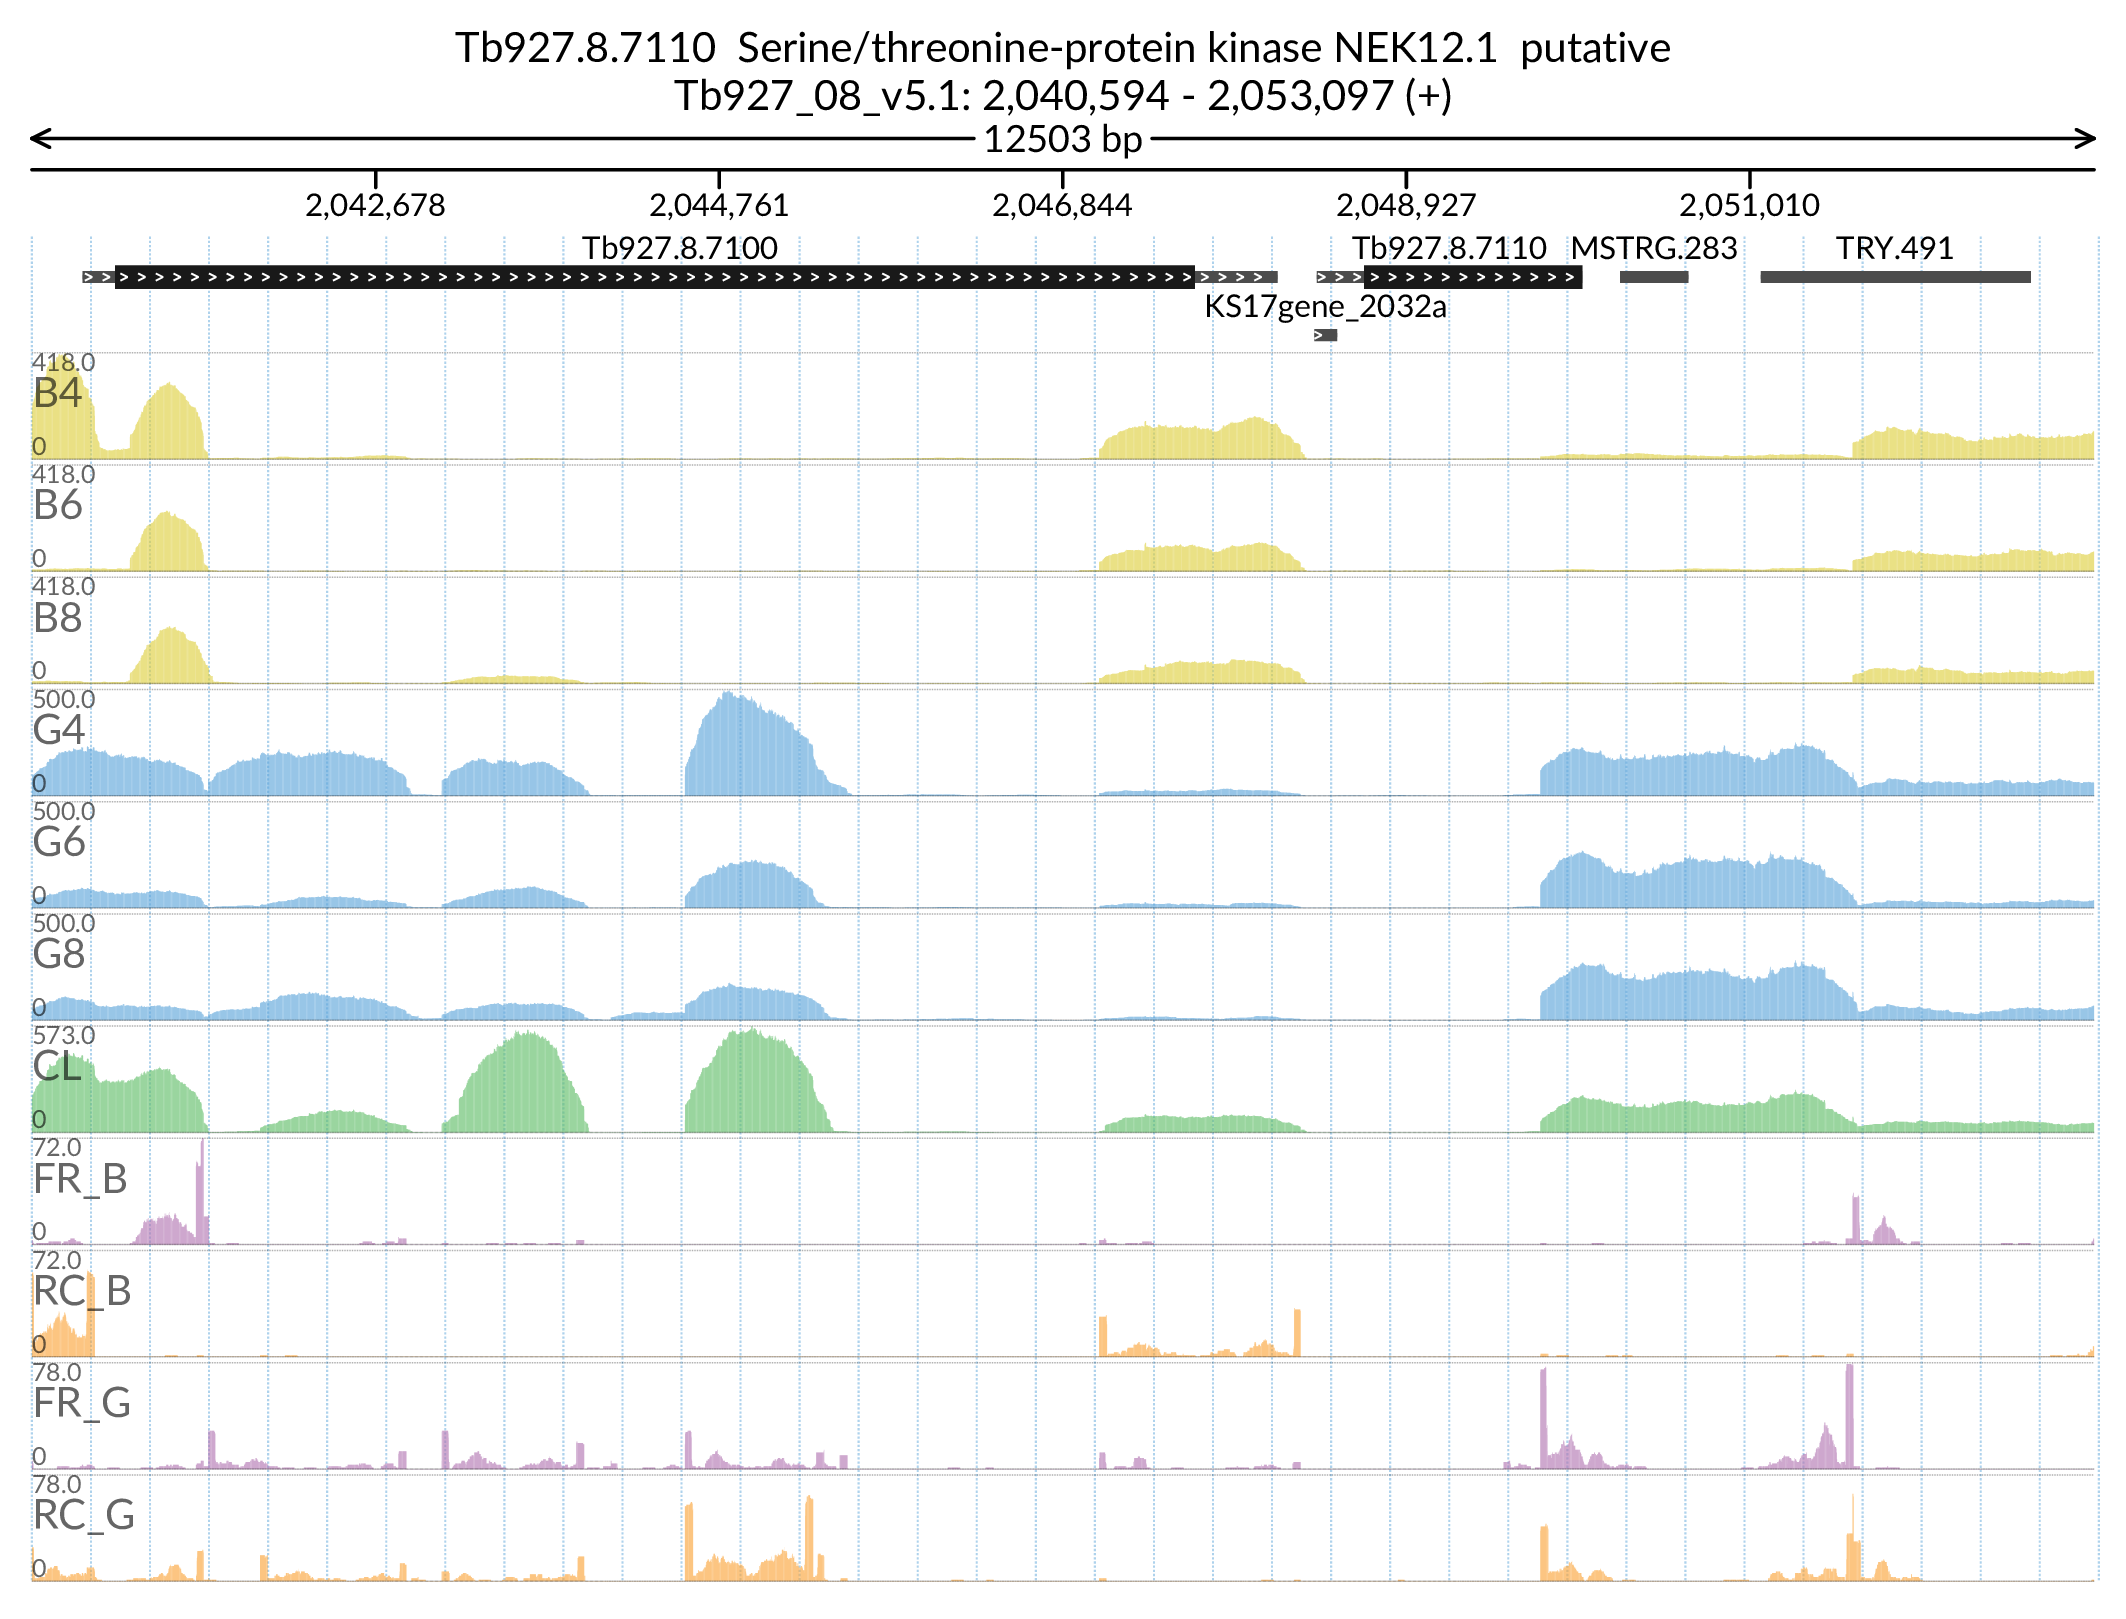 Tb927.8.7110 Serine/threonine-protein kinase NEK12.1 putative
Tb927_08_v5.1: 2,040,594 - 2,053,097 (+)
12503 bp
2,042,678 2,044,761 2,046,844 2,048,927 2,051,010
Tb927.8.7100 Tb927.8.7110 MSTRG.283 TRY.491
KS17gene_2032a
418.0
B4
0
418.0
B6
0
418.0
B8
0
500.0
G4
0
500.0
G6
0
500.0
G8
0
573.0
CL
0
72.0
FR_B
0
72.0
RC_B
0
78.0
FR_G
0
78.0
RC_G
0